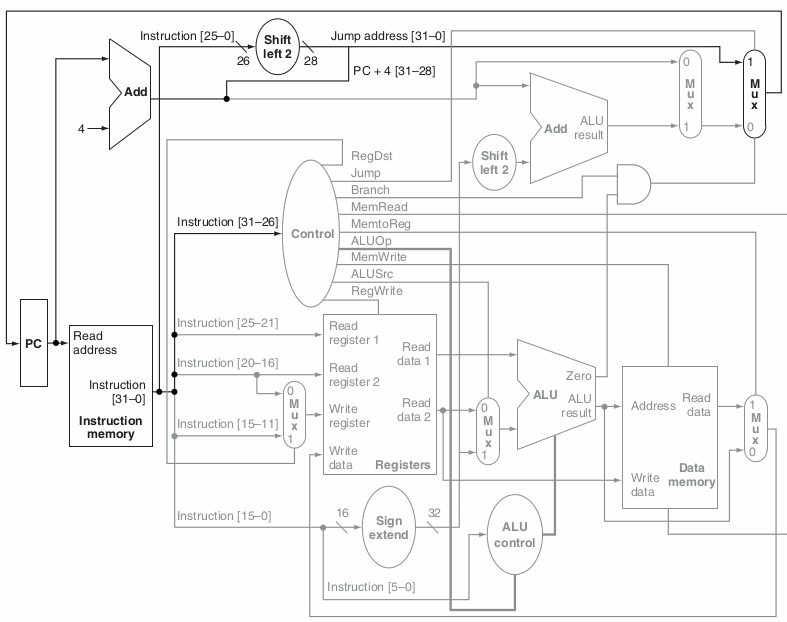 Instruction [25–0]
26
Shift
left 2
28
Jump address [31–0]
PC + 4 [31–28]
Add
4
0
M
u
x
1
1
M
u
x
0
Add
ALU
result
Shift
left 2
RegDst
Jump
Branch
MemRead
MemtoReg
ALUOp
MemWrite
ALUSrc
RegWrite
Instruction [31–26]
Control
PC
Read
address
Instruction
[31–0]
Instruction
memory
Instruction [25–21]
Instruction [20–16]
Instruction [15–11]
Instruction [15–0]
0
M
u
x
1
Read
register 1
Read
register 2
Write
register
Write
data
Read
data 1
Read
data 2
Registers
0
M
u
x
1
ALU
Zero
ALU
result
Address
Read
data
Write
data
Data
memory
1
M
u
x
0
16
Sign
extend
32
ALU
control
Instruction [5–0]